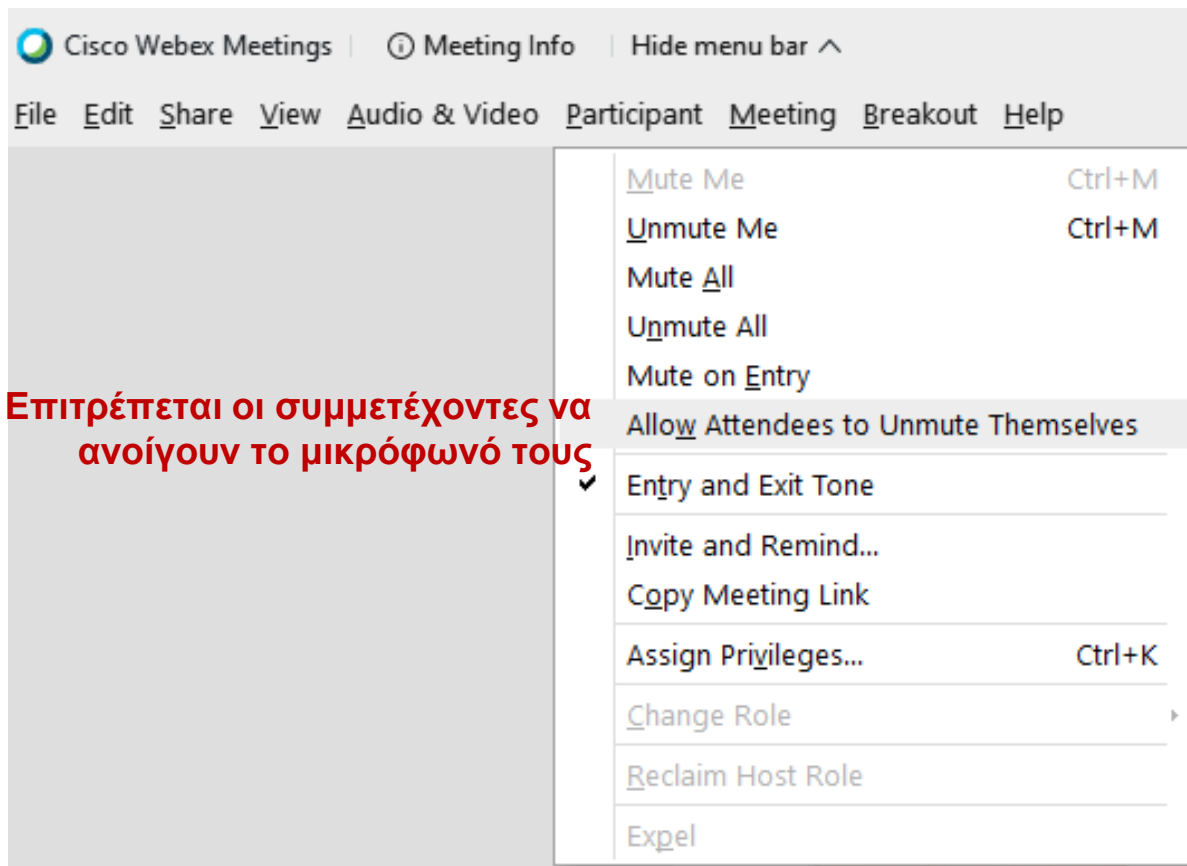 Cisco Webex Meetings Meeting Info Hide menu bar
File Edit Share View Audio & Video Participant Meeting Breakout Help
Mute Me Ctrl+M
Unmute Me Ctrl+M
Mute All
Unmute All
Mute on Entry
Επιτρέπεται οι συμμετέχοντες να
ανοίγουν το μικρόφωνό τους
Allow Attendees to Unmute Themselves
Entry and Exit Tone
Invite and Remind...
Copy Meeting Link
Assign Privileges... Ctrl+K
Change Role
Reclaim Host Role
Expel